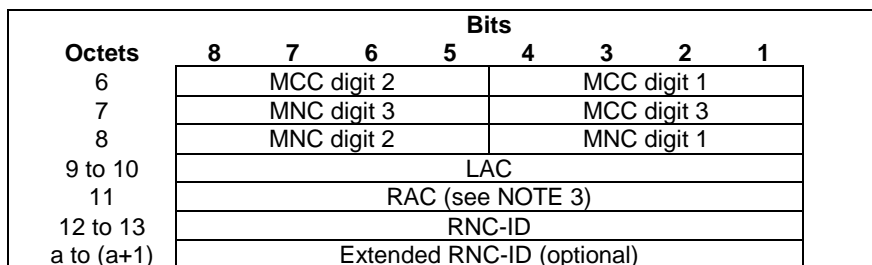 Bits
Octets 8 7 6 5 4 3 2 1
6 MCC digit 2 MCC digit 1
7 MNC digit 3 MCC digit 3
8 MNC digit 2 MNC digit 1
9 to 10 LAC
11 RAC (see NOTE 3)
12 to 13 RNC-ID
a to (a+1) Extended RNC-ID (optional)